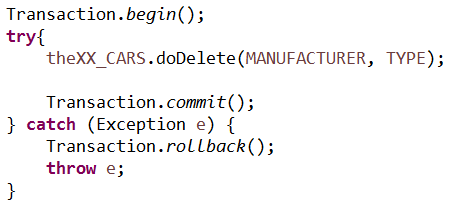 Transaction.begin();
try{
    theXX_CARS.doDelete(MANUFACTURER, TYPE);

    Transaction.commit();
} catch (Exception e) {
    Transaction.rollback();
    throw e;
}